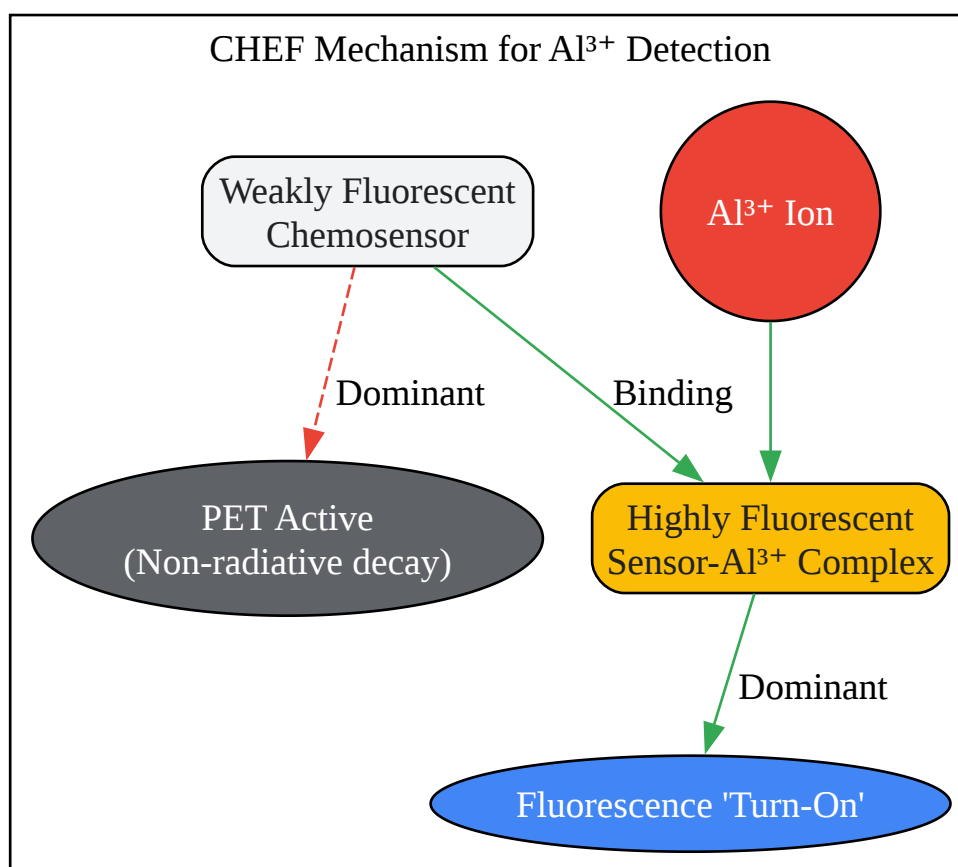 CHEF Mechanism for Al³⁺ Detection
Weakly Fluorescent
Chemosensor
Al³⁺ Ion
Dominant
Binding
PET Active
(Non-radiative decay)
Highly Fluorescent
Sensor-Al³⁺ Complex
Dominant
Fluorescence 'Turn-On'